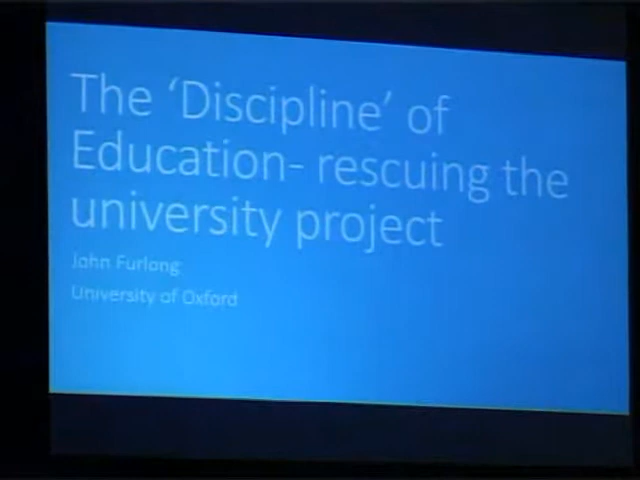 The ‘Discipline’ of
Education- rescuing the
university project
John Furlong
University of Oxford